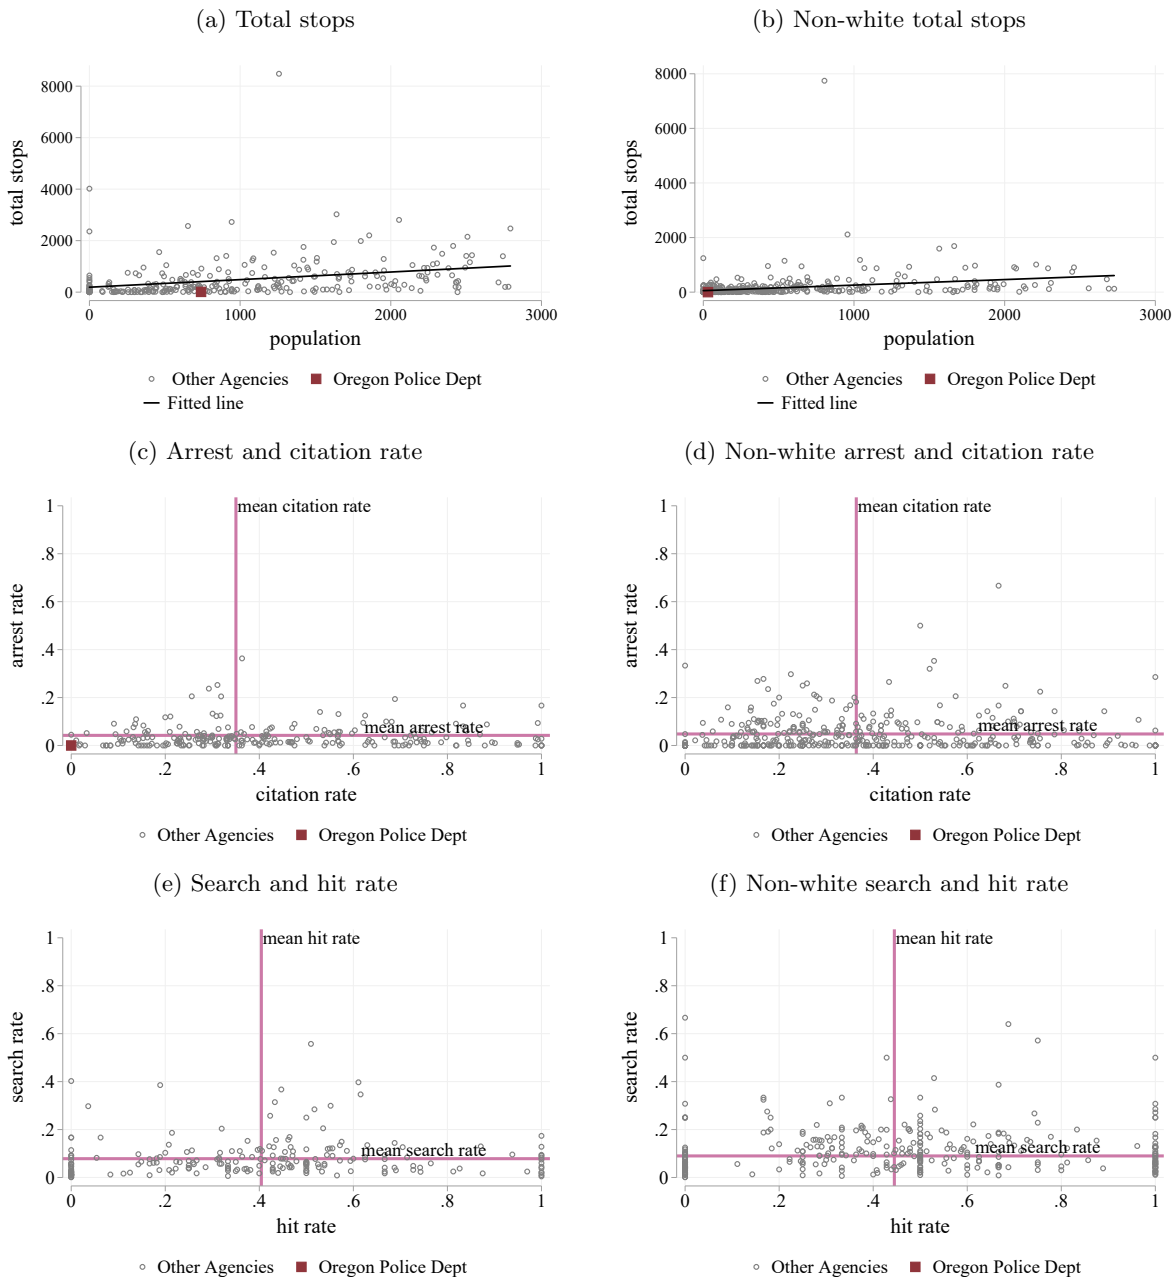 (a) Total stops
(b) Non-white total stops
8000
6000
4000
2000
0
total stops
0 1000 2000 3000
population
Other Agencies Oregon Police Dept
Fitted line
8000
6000
4000
2000
0
total stops
0 1000 2000 3000
population
Other Agencies Oregon Police Dept
Fitted line
(c) Arrest and citation rate
(d) Non-white arrest and citation rate
1
.8
.6
.4
.2
0
arrest rate
mean citation rate
mean arrest rate
0 .2 .4 .6 .8 1
citation rate
Other Agencies Oregon Police Dept
1
.8
.6
.4
.2
0
arrest rate
mean citation rate
mean arrest rate
0 .2 .4 .6 .8 1
citation rate
Other Agencies Oregon Police Dept
(e) Search and hit rate
(f) Non-white search and hit rate
1
.8
.6
.4
.2
0
search rate
mean hit rate
mean search rate
0 .2 .4 .6 .8 1
hit rate
Other Agencies Oregon Police Dept
1
.8
.6
.4
.2
0
search rate
mean hit rate
mean search rate
0 .2 .4 .6 .8 1
hit rate
Other Agencies Oregon Police Dept